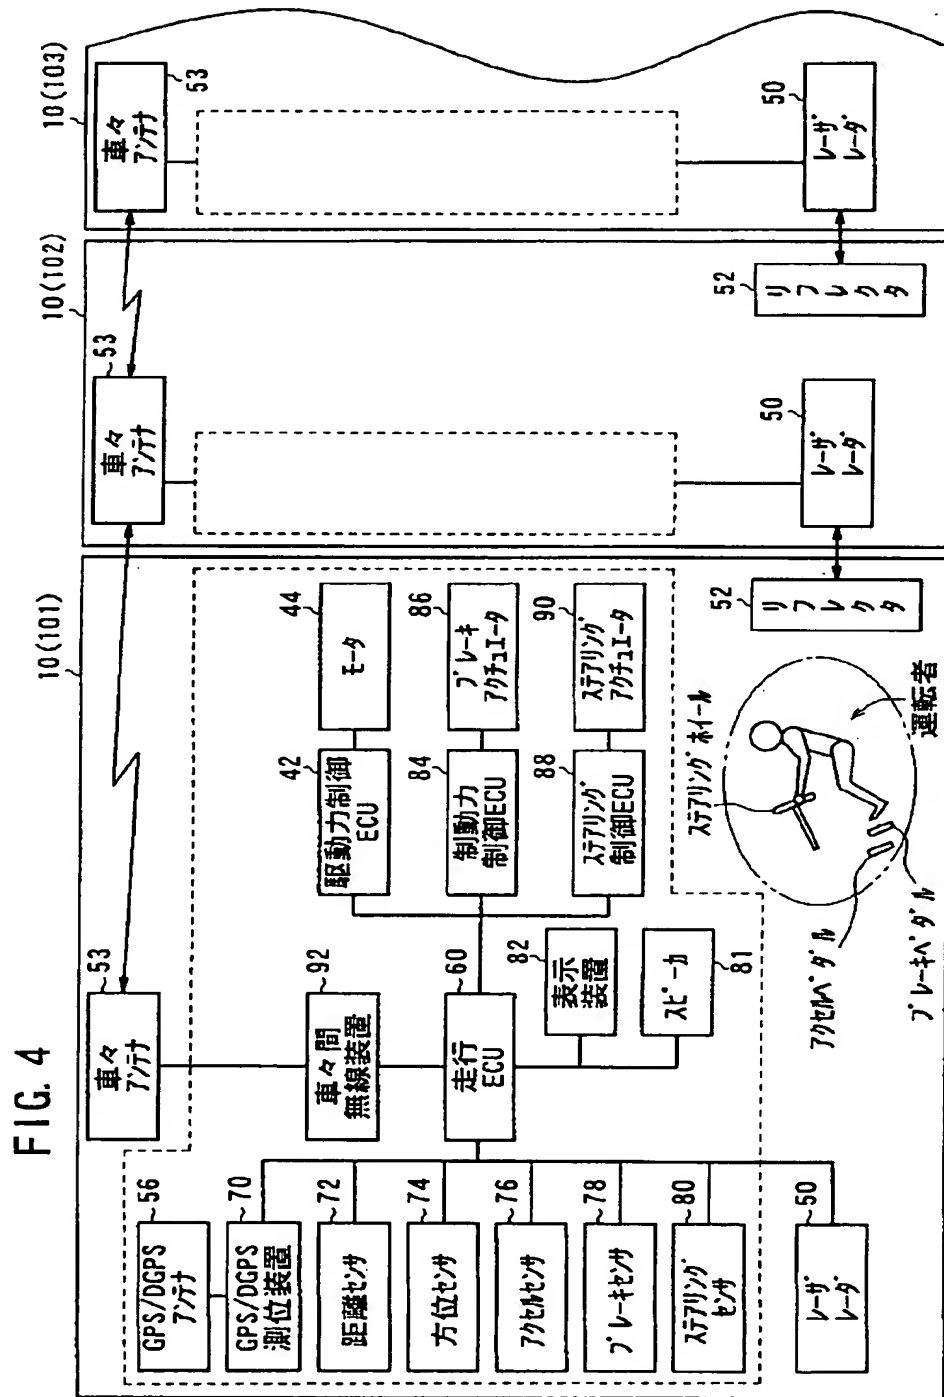 FIG. 4
10(101)
10(102)
10(103)
53
車々
アンテナ
53
車々
アンテナ
53
車々
アンテナ
56
GPS/DGPS
アンテナ
70
GPS/DGPS
測位装置
72
距離センサ
74
方位センサ
76
アクセルセンサ
78
ブレーキセンサ
80
ステアリング
センサ
50
レーザ
レーダ
92
車々間
無線装置
60
走行
ECU
82
表示
装置
81
スピーカ
42
駆動力制御
ECU
44
モータ
84
制動力
制御ECU
86
ブレーキ
アクチュエータ
88
ステアリング
制御ECU
90
ステアリング
アクチュエータ
ステアリングホイール
運転者
アクセルペダル
ブレーキペダル
52
リフレクタ
50
レーザ
レーダ
52
リフレクタ
50
レーザ
レーダ